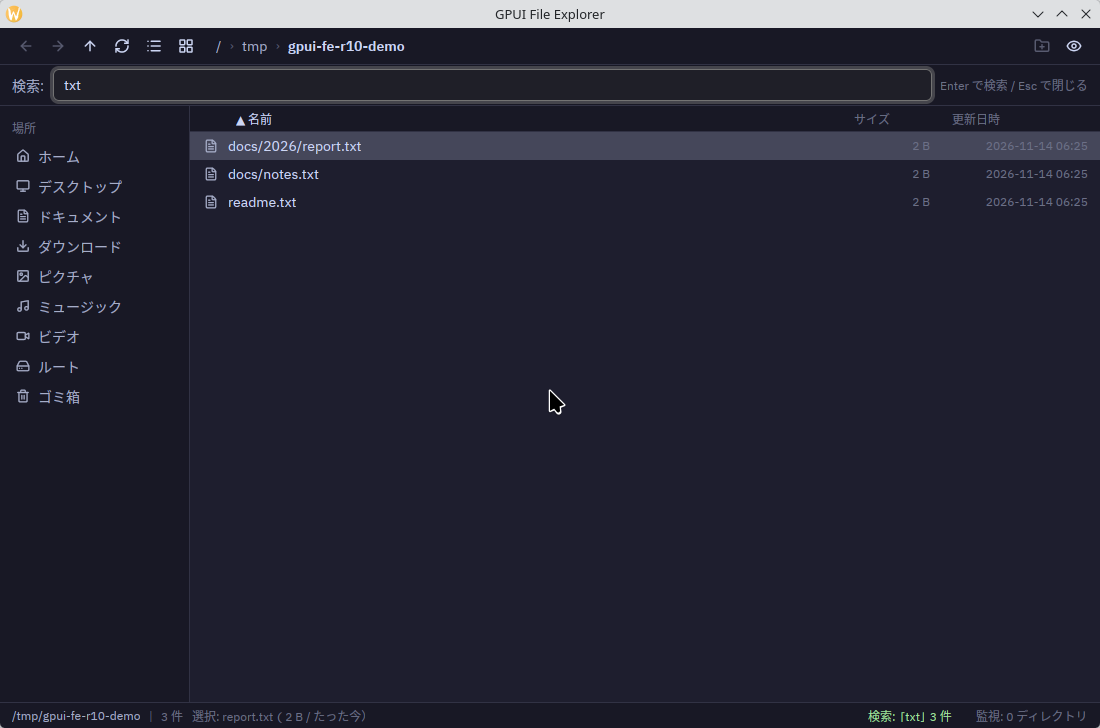 GPUI File Explorer
/ › tmp › gpui-fe-r10-demo
検索: txt Enter で検索 / Esc で閉じる
場所
ホーム
デスクトップ
ドキュメント
ダウンロード
ピクチャ
ミュージック
ビデオ
ルート
ゴミ箱
▲名前 サイズ 更新日時
docs/2026/report.txt 2 B 2026-11-14 06:25
docs/notes.txt 2 B 2026-11-14 06:25
readme.txt 2 B 2026-11-14 06:25
/tmp/gpui-fe-r10-demo | 3 件 選択: report.txt ( 2 B / たった今) 検索: 「txt」 3 件 監視: 0 ディレクトリ